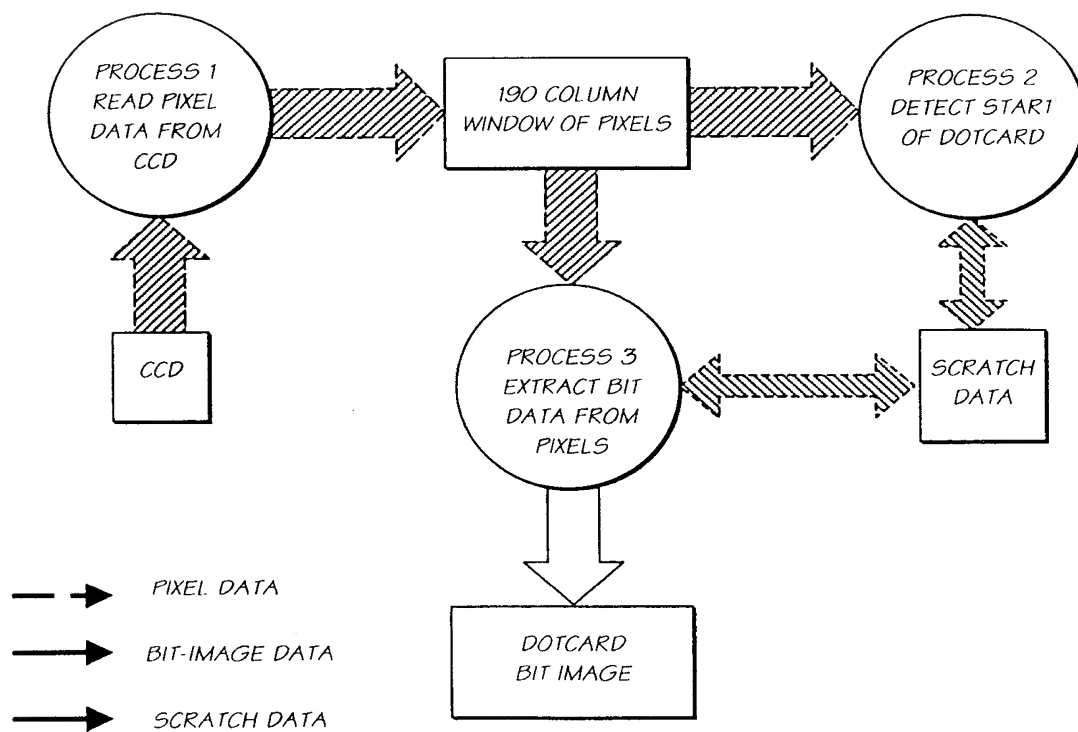 PROCESS 1
READ PIXEL
DATA FROM
CCD
190 COLUMN
WINDOW OF PIXELS
PROCESS 2
DETECT START
OF DOTCARD
CCD
PROCESS 3
EXTRACT BIT
DATA FROM
PIXELS
SCRATCH
DATA
PIXEL DATA
BIT-IMAGE DATA
SCRATCH DATA
DOTCARD
BIT IMAGE